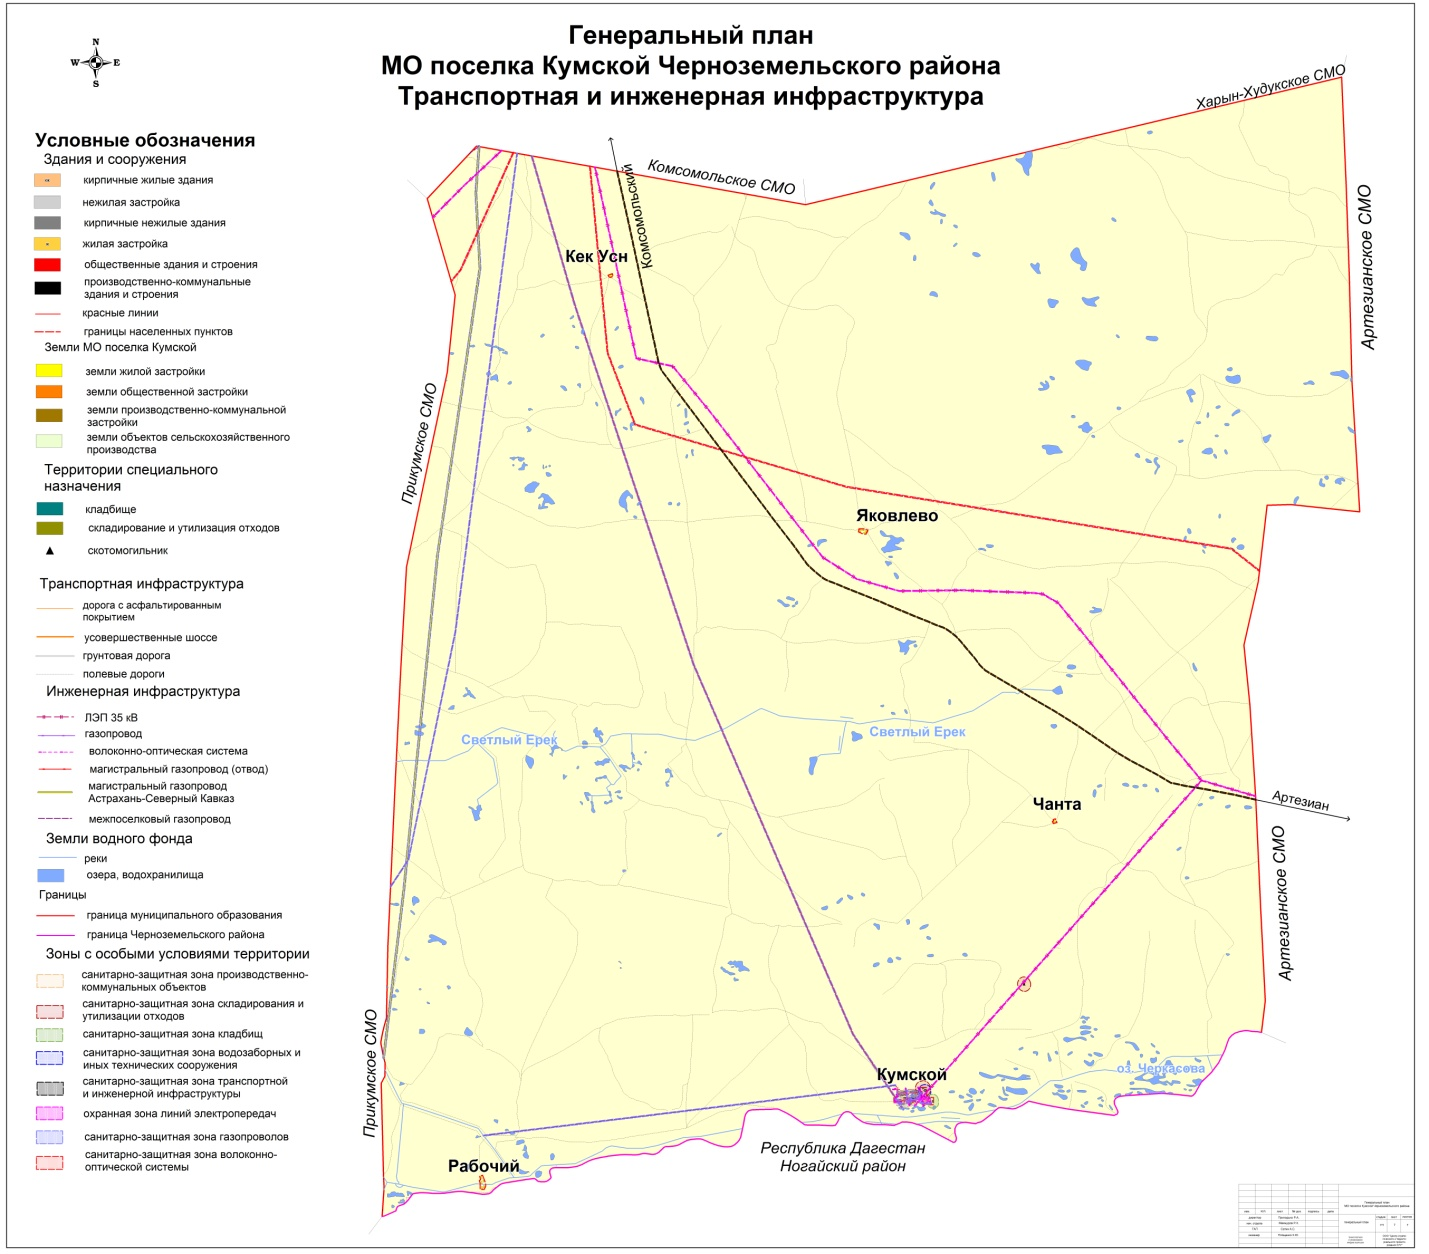 Генеральный план
МО поселка Кумской Черноземельского района
Транспортная и инженерная инфраструктура
N
W
E
S
Условные обозначения
Здания и сооружения
кирпичные жилые здания
нежилая застройка
кирпичные нежилые здания
жилая застройка
общественные здания и строения
производственно-коммунальные
здания и строения
красные линии
границы населенных пунктов
Земли МО поселка Кумской
земли жилой застройки
земли общественной застройки
земли производственно-коммунальной
застройки
земли объектов сельскохозяйственного
производства
Территории специального
назначения
кладбище
складирование и утилизация отходов
скотомогильник
Транспортная инфраструктура
дорога с асфальтированным
покрытием
усовершественные шоссе
грунтовая дорога
полевые дороги
Инженерная инфраструктура
ЛЭП 35 кВ
газопровод
волоконно-оптическая система
магистральный газопровод (отвод)
магистральный газопровод
Астрахань-Северный Кавказ
межпоселковый газопровод
Земли водного фонда
реки
озера, водохранилища
Границы
граница муниципального образования
граница Черноземельского района
Зоны с особыми условиями территории
санитарно-защитная зона производственно-
коммунальных объектов
санитарно-защитная зона складирования и
утилизации отходов
санитарно-защитная зона кладбищ
санитарно-защитная зона водозаборных и
иных технических сооружения
санитарно-защитная зона транспортной
и инженерной инфраструктуры
охранная зона линий электропередач
санитарно-защитная зона газопроволов
санитарно-защитная зона волоконно-
оптической системы
Харын-Худукское СМО
Комсомольское СМО
Комсомольский
Артезианское СМО
Кек Усн
Прикумское СМО
Яковлево
Светлый Ерек
Светлый Ерек
Чанта
Артезиан
Артезианское СМО
Прикумское СМО
Кумской
оз. Черкасова
Рабочий
Республика Дагестан
Ногайский район